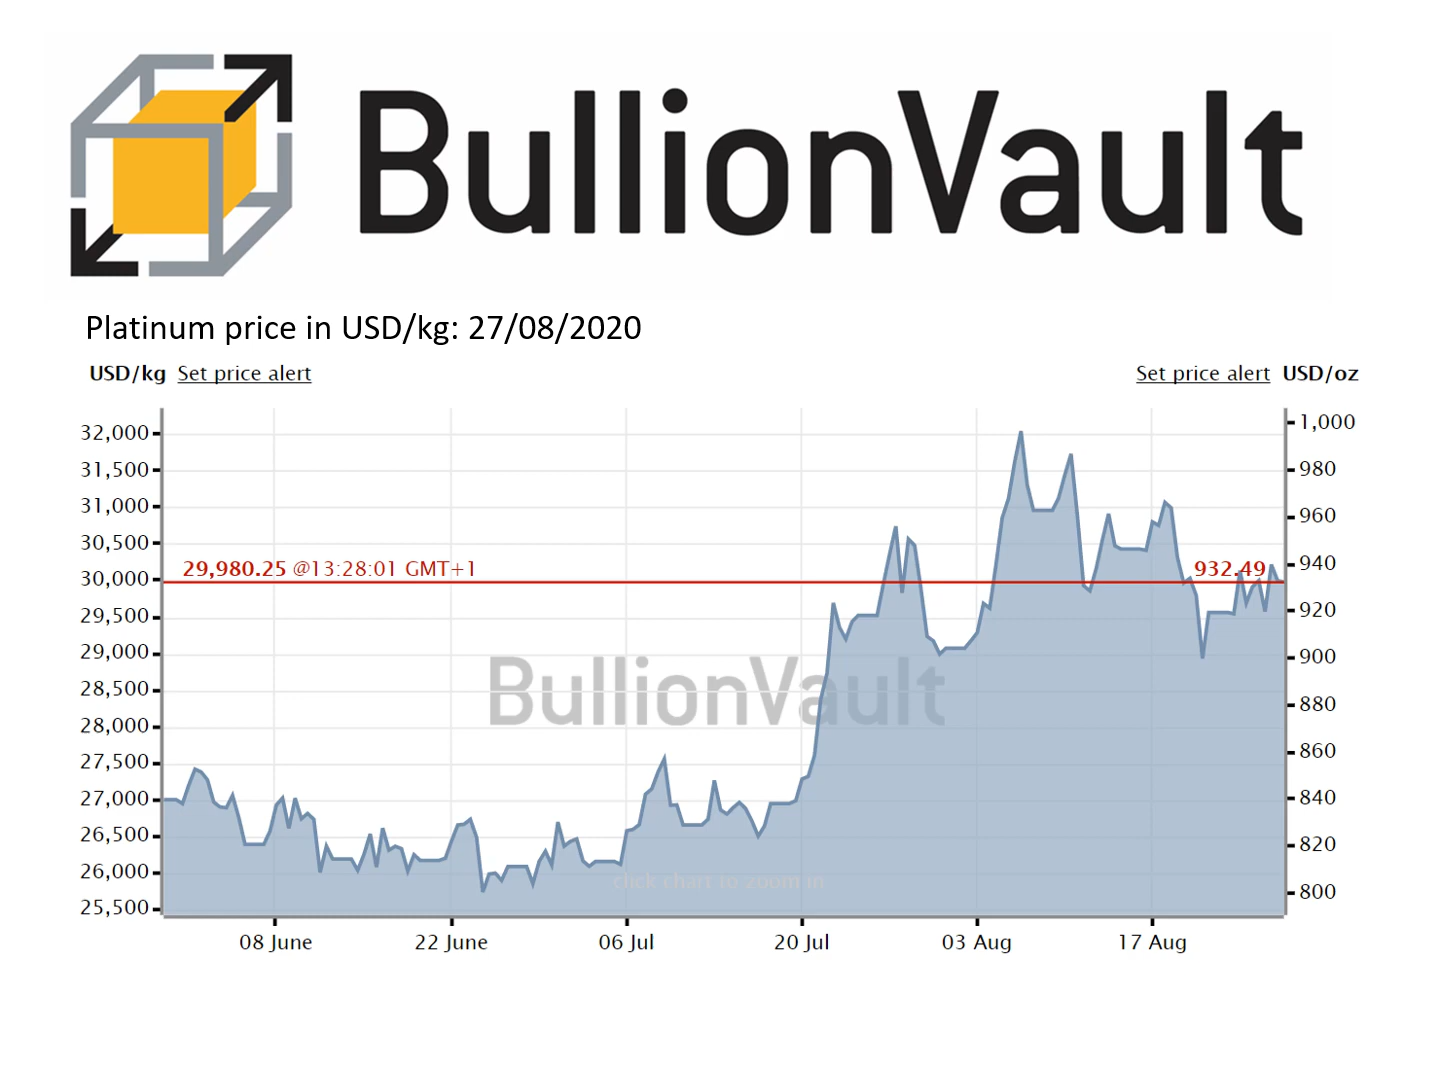 BullionVault
Platinum price in USD/kg: 27/08/2020
USD/kg Set price alert
Set price alert USD/oz
32,000
31,500
31,000
30,500
30,000
29,500
29,000
28,500
28,000
27,500
27,000
26,500
26,000
25,500
1,000
980
960
940
920
900
880
860
840
820
800
29,980.25 @13:28:01 GMT+1
932.49
BullionVault
click chart to zoom in
08 June
22 June
06 Jul
20 Jul
03 Aug
17 Aug